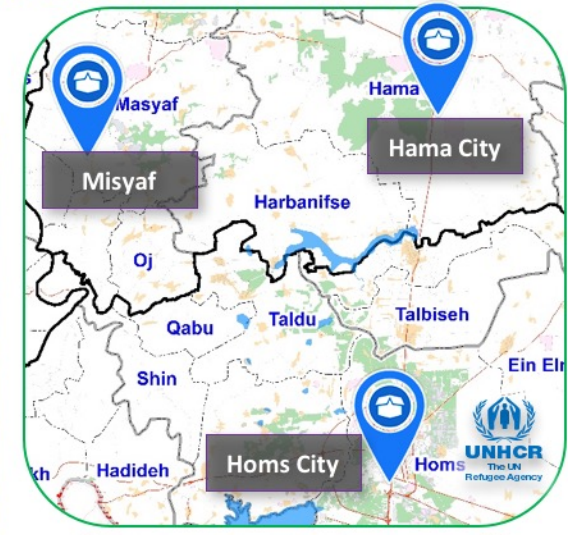 Masyaf
Hama
Hama City
Misyaf
Harbanifse
Oj
Qabu
Taldu
Talbiseh
Shin
Ein Elr
Homs City
Homs
Hadideh
kh
UNHCR
The UN
Refugee Agency